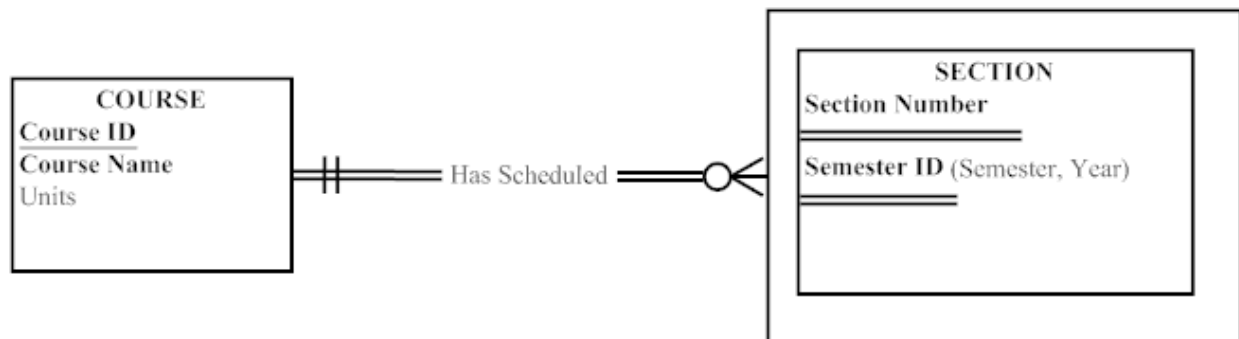 COURSE
Course ID
Course Name
Units
Has Scheduled
SECTION
Section Number
Semester ID (Semester, Year)